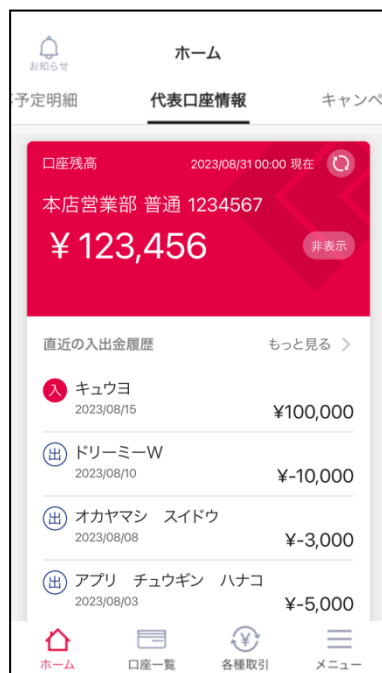 ホーム
お知らせ
予定明細 代表口座情報 キャンペ
口座残高 2023/08/31 00:00 現在
本店営業部 普通 1234567
¥123,456 非表示
直近の入出金履歴 もっと見る
入 キュウヨ
2023/08/15 ¥100,000
出 ドリーミーW
2023/08/10 ¥-10,000
出 オカヤマシ スイドウ
2023/08/08 ¥-3,000
出 アプリ チュウギン ハナコ
2023/08/03 ¥-5,000
ホーム 口座一覧 各種取引 メニュー